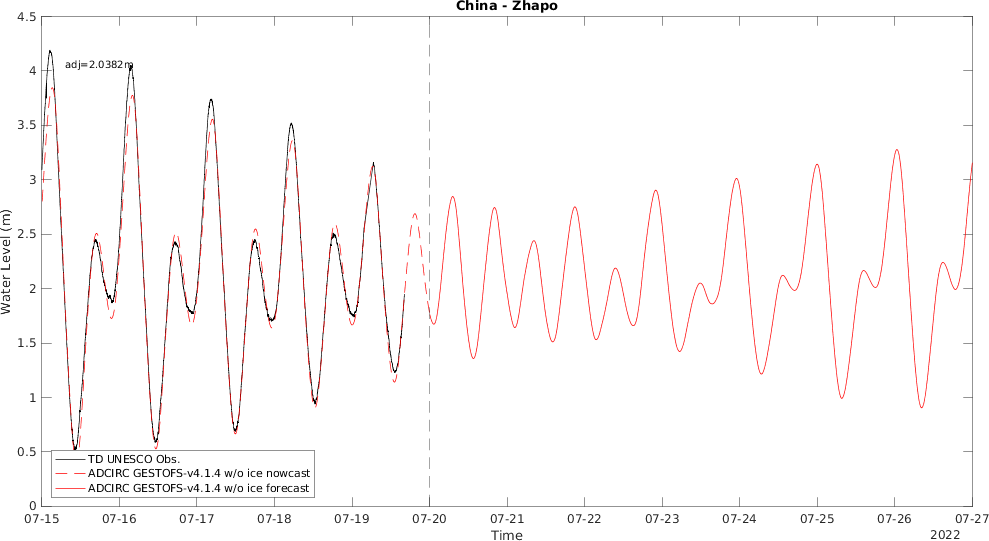 China - Zhapo
4.5
4
3.5
3
2.5
2
1.5
1
0.5
0
Water Level (m)
adj=2.0382m
TD UNESCO Obs.
ADCIRC GESTOFS-v4.1.4 w/o ice nowcast
ADCIRC GESTOFS-v4.1.4 w/o ice forecast
07-15 07-16 07-17 07-18 07-19 07-20 07-21 07-22 07-23 07-24 07-25 07-26 07-27
Time
2022